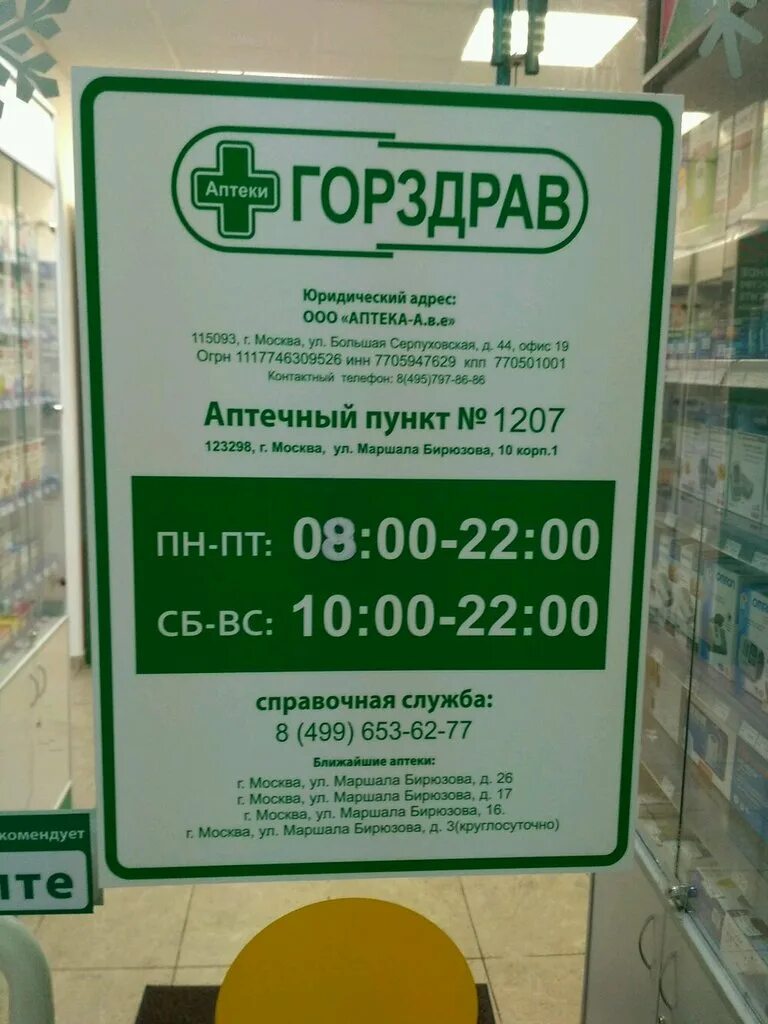 Аптеки ГОРЗДРАВ
Юридический адрес:
ООО «АПТЕКА-А.в.е»
115093, г. Москва, ул. Большая Серпуховская, д. 44, офис 19
Огрн 1117746309526 инн 7705947629 кпп 770501001
Контактный телефон: 8(495)797-86-86
Аптечный пункт № 1207
123298, г. Москва, ул. Маршала Бирюзова, 10 корп.1
ПН-ПТ: 08:00-22:00
СБ-ВС: 10:00-22:00
справочная служба:
8 (499) 653-62-77
Ближайшие аптеки:
г. Москва, ул. Маршала Бирюзова, д. 26
г. Москва, ул. Маршала Бирюзова, д. 17
г. Москва, ул. Маршала Бирюзова, 16.
г. Москва, ул. Маршала Бирюзова, д. 3(круглосуточно)
комендует
пте
omron